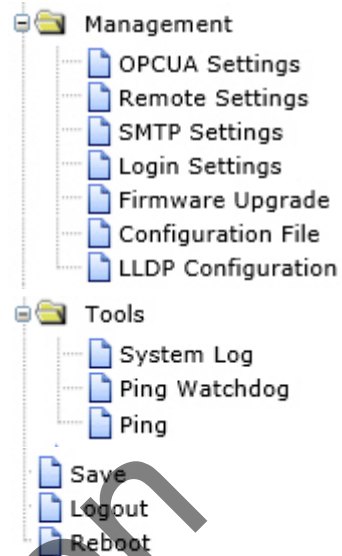 Management
OPCUA Settings
Remote Settings
SMTP Settings
Login Settings
Firmware Upgrade
Configuration File
LLDP Configuration
Tools
System Log
Ping Watchdog
Ping
Save
Logout
Reboot